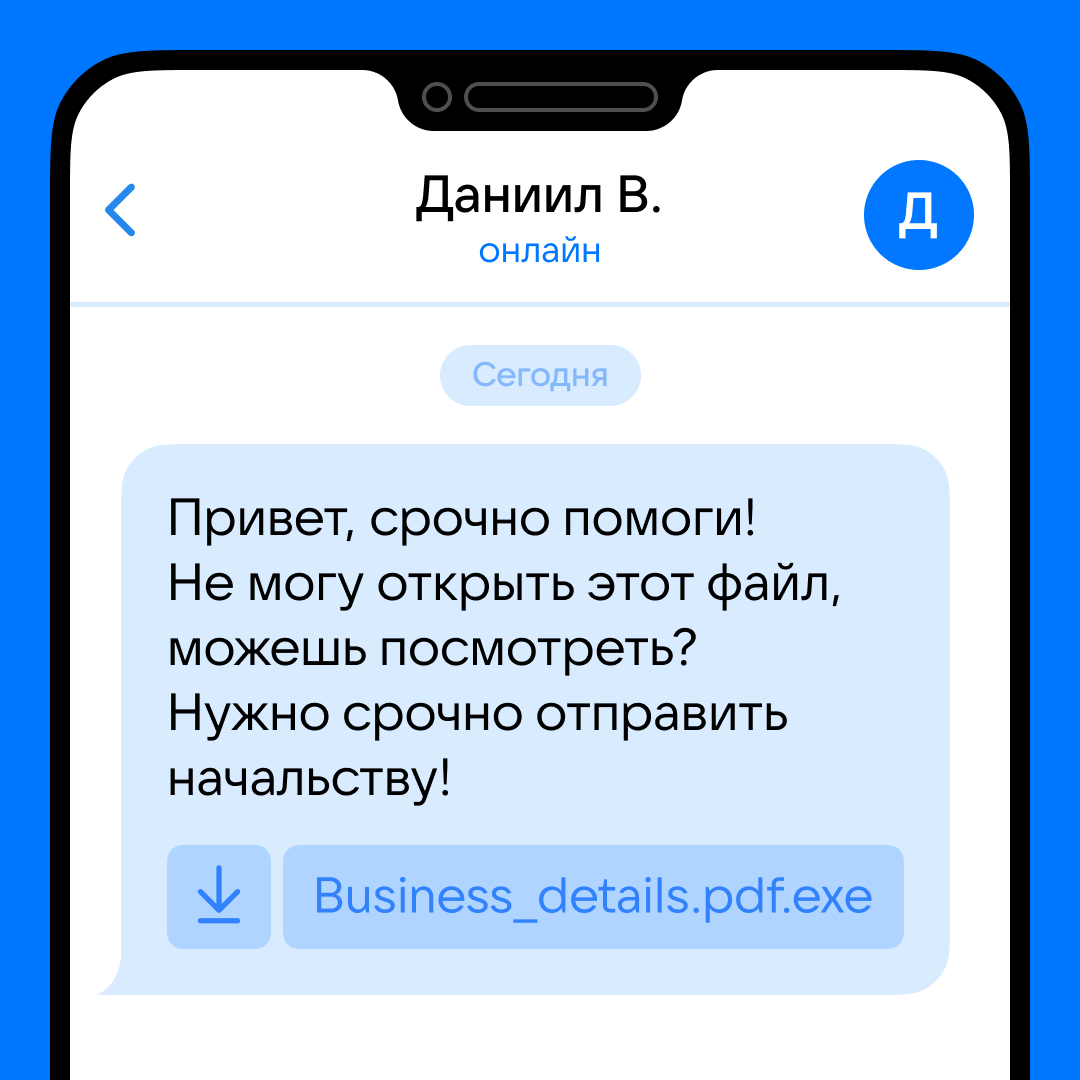 Даниил В.
онлайн
Д
Сегодня
Привет, срочно помоги!
Не могу открыть этот файл,
можешь посмотреть?
Нужно срочно отправить
начальству!
Business_details.pdf.exe